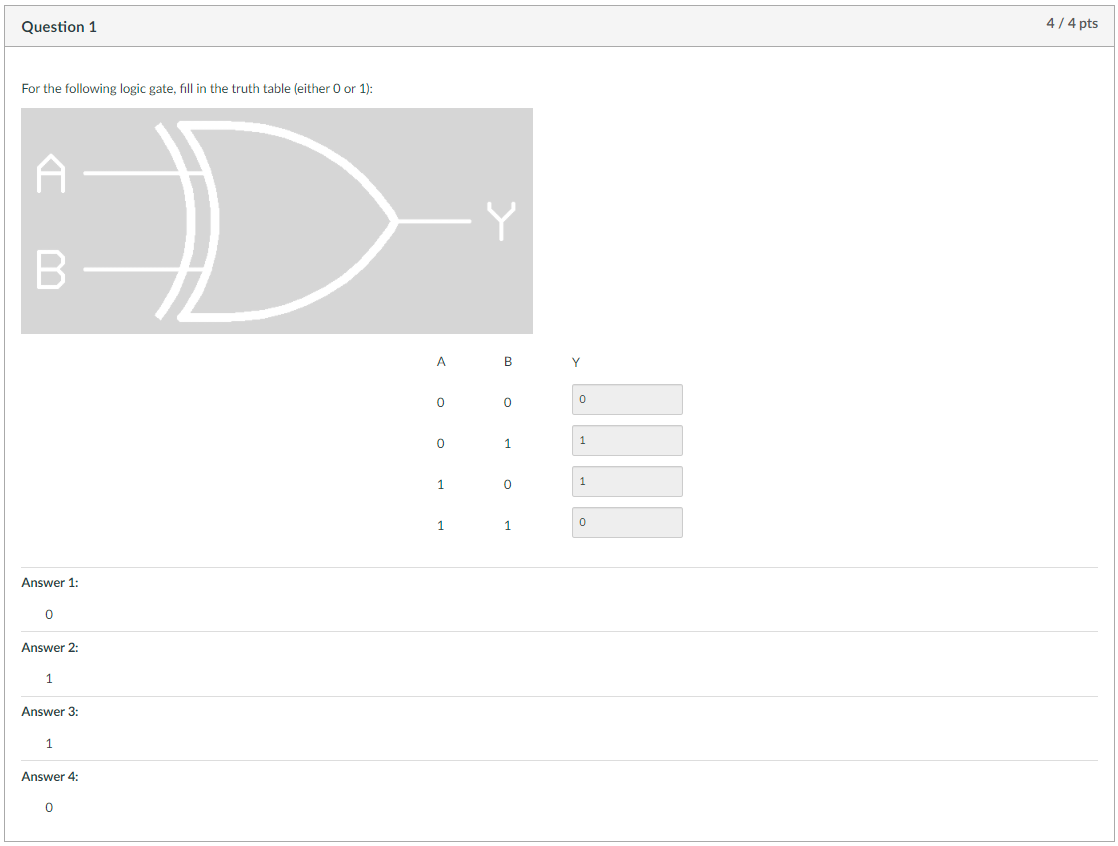 Question 1
4 / 4 pts
For the following logic gate, fill in the truth table (either 0 or 1):
A
B
Y
A B Y
0 0 0
0 1 1
1 0 1
1 1 0
Answer 1:
0
Answer 2:
1
Answer 3:
1
Answer 4:
0